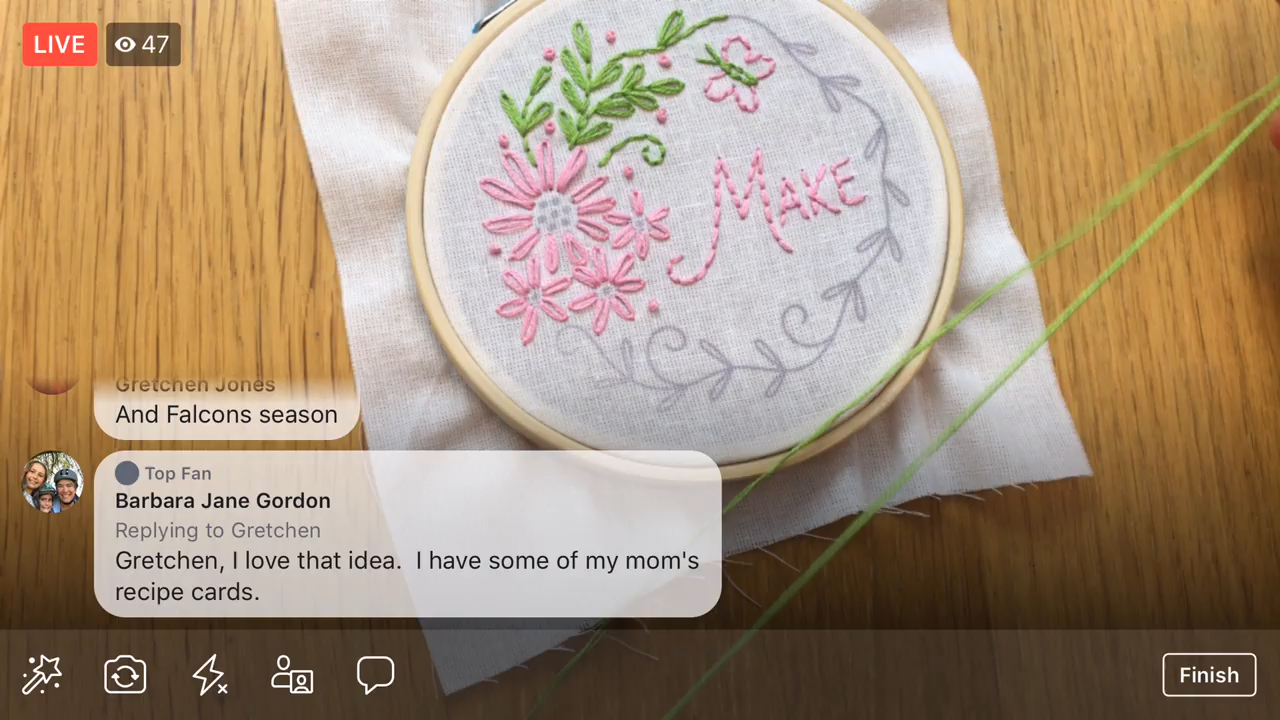 LIVE
47
MAKE
Gretchen Jones
And Falcons season
Top Fan
Barbara Jane Gordon
Replying to Gretchen
Gretchen, I love that idea.  I have some of my mom's
recipe cards.
Finish